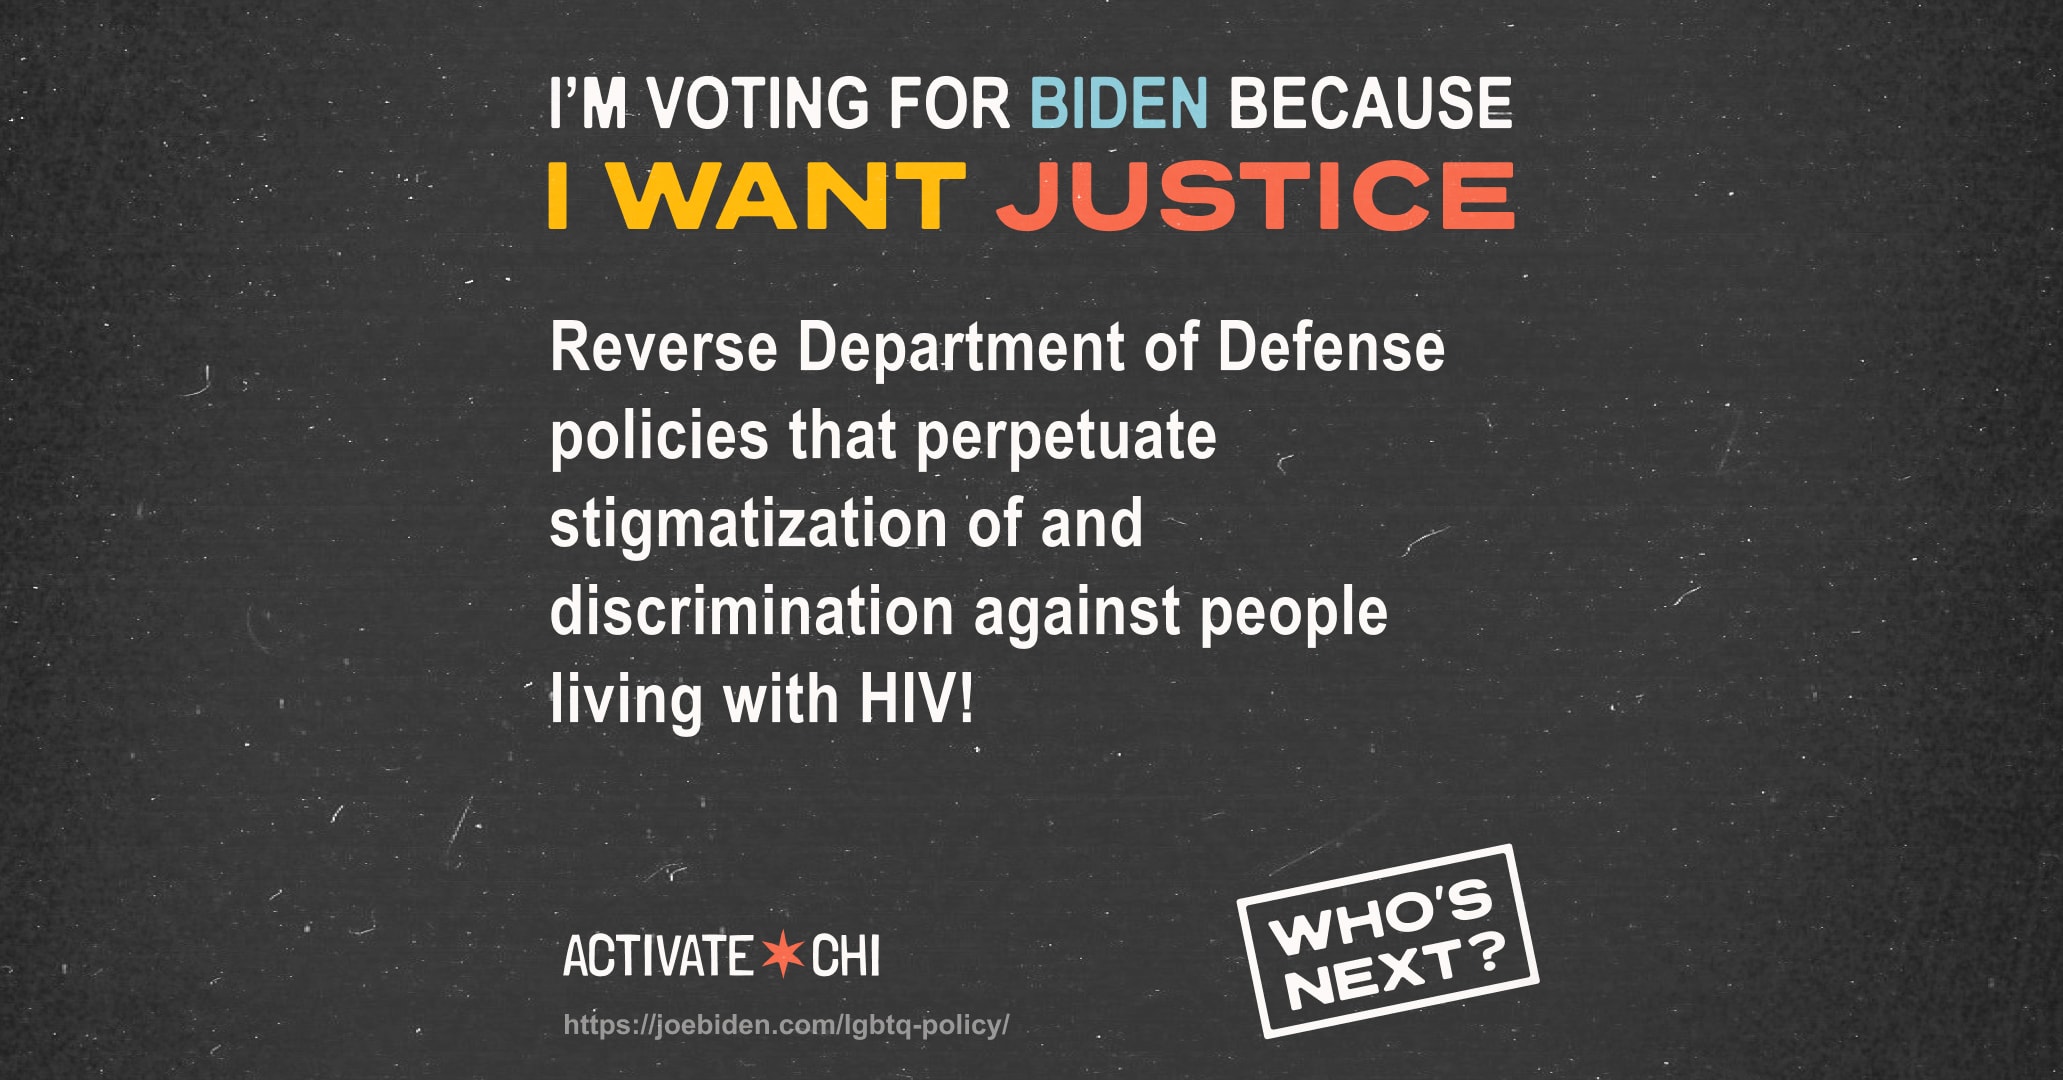 I'M VOTING FOR BIDEN BECAUSE
I WANT JUSTICE
Reverse Department of Defense
policies that perpetuate
stigmatization of and
discrimination against people
living with HIV!
ACTIVATE CHI
https://joebiden.com/lgbtq-policy/
WHO'S
NEXT?